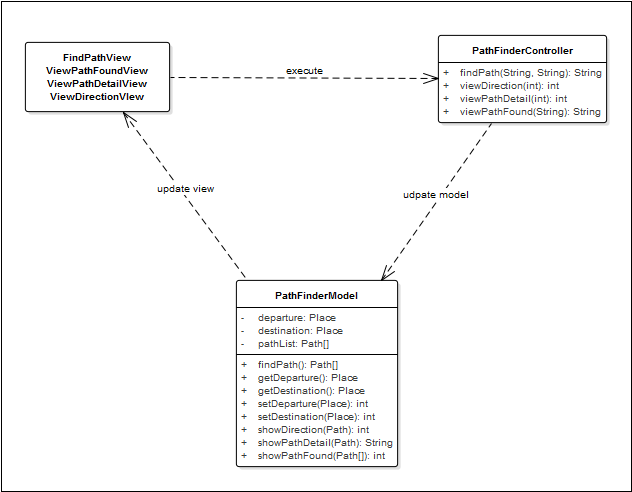 FindPathView
ViewPathFoundView
ViewPathDetailView
ViewDirectionVIew
execute
PathFinderController
+ findPath(String, String): String
+ viewDirection(int): int
+ viewPathDetail(int): int
+ viewPathFound(String): String
update view
udpate model
PathFinderModel
- departure: Place
- destination: Place
- pathList: Path[]
+ findPath(): Path[]
+ getDeparture(): Place
+ getDestination(): Place
+ setDeparture(Place): int
+ setDestination(Place): int
+ showDirection(Path): int
+ showPathDetail(Path): String
+ showPathFound(Path[]): int